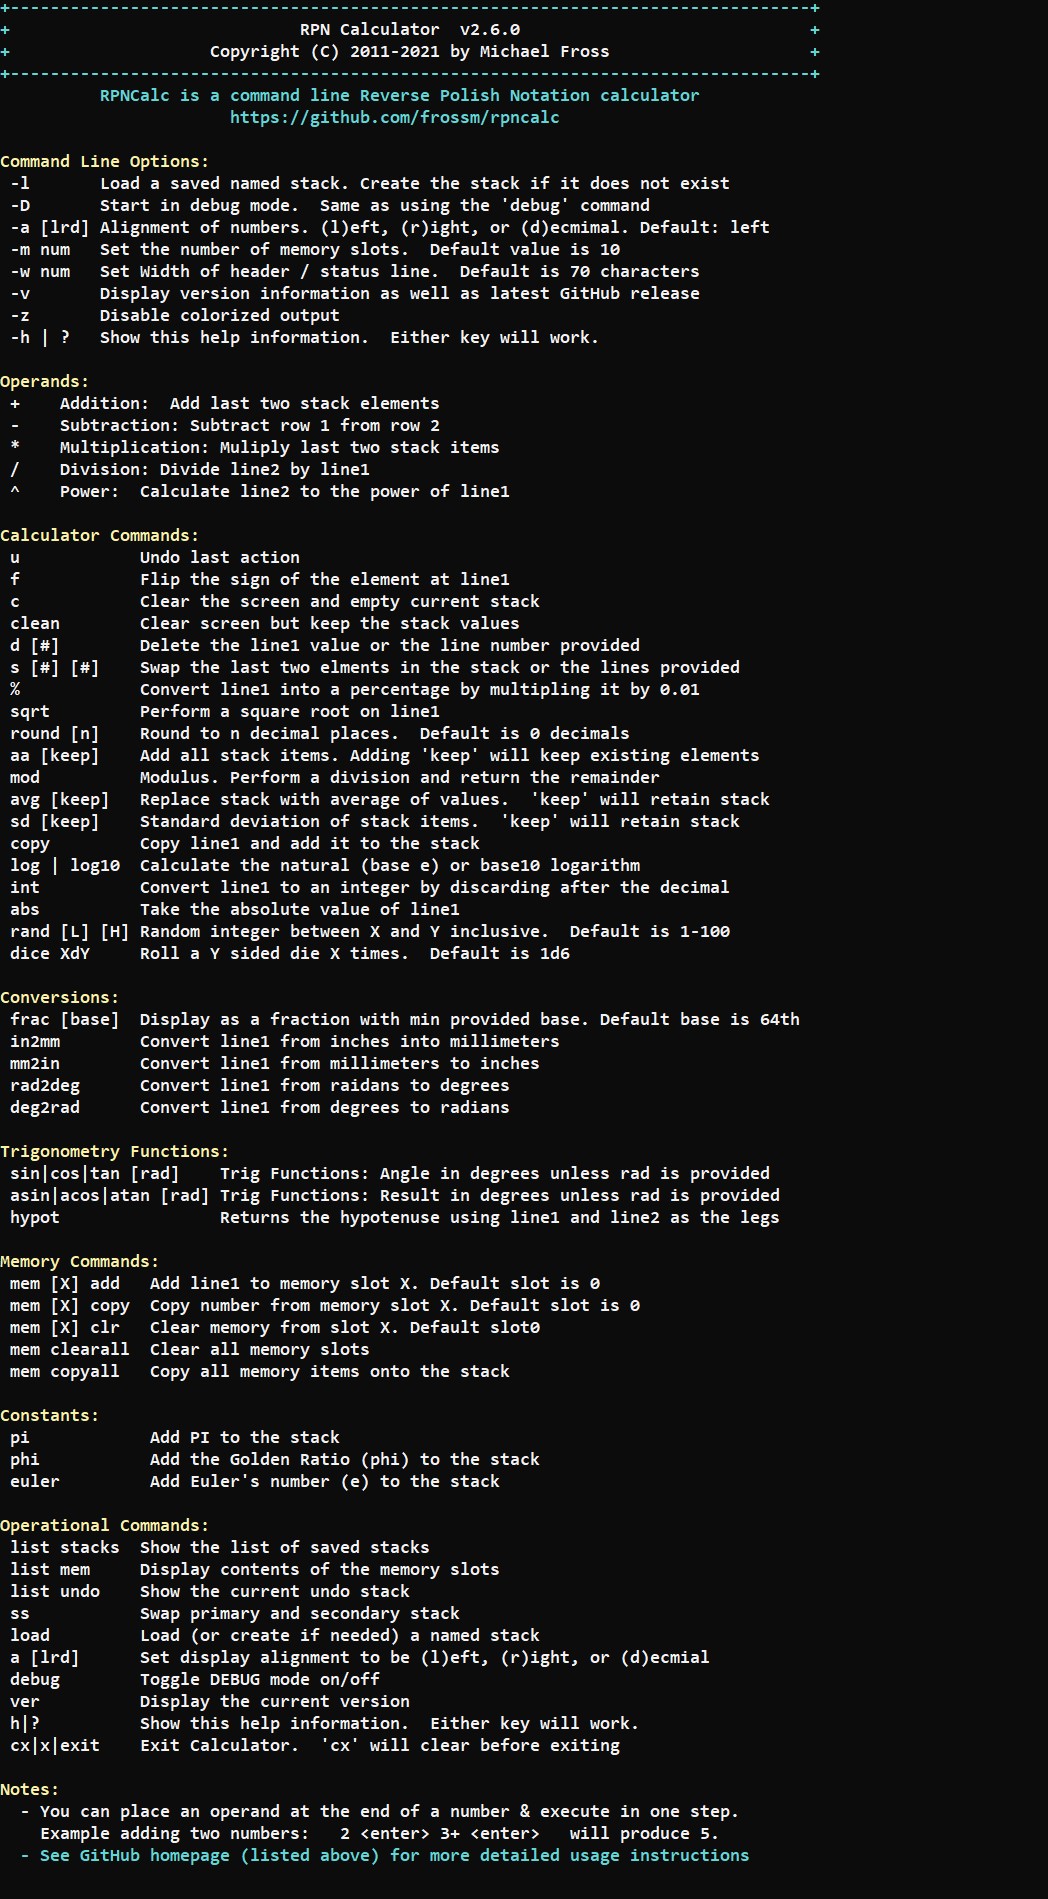 +--------------------------------------------------------------------------------+
+                             RPN Calculator  v2.6.0                             +
+                    Copyright (C) 2011-2021 by Michael Fross                    +
+--------------------------------------------------------------------------------+
          RPNCalc is a command line Reverse Polish Notation calculator
                       https://github.com/frossm/rpncalc

Command Line Options:
 -l       Load a saved named stack. Create the stack if it does not exist
 -D       Start in debug mode.  Same as using the 'debug' command
 -a [lrd] Alignment of numbers. (l)eft, (r)ight, or (d)ecmimal. Default: left
 -m num   Set the number of memory slots.  Default value is 10
 -w num   Set Width of header / status line.  Default is 70 characters
 -v       Display version information as well as latest GitHub release
 -z       Disable colorized output
 -h | ?   Show this help information.  Either key will work.

Operands:
 +    Addition:  Add last two stack elements
 -    Subtraction: Subtract row 1 from row 2
 *    Multiplication: Muliply last two stack items
 /    Division: Divide line2 by line1
 ^    Power:  Calculate line2 to the power of line1

Calculator Commands:
 u            Undo last action
 f            Flip the sign of the element at line1
 c            Clear the screen and empty current stack
 clean        Clear screen but keep the stack values
 d [#]        Delete the line1 value or the line number provided
 s [#] [#]    Swap the last two elments in the stack or the lines provided
 %            Convert line1 into a percentage by multipling it by 0.01
 sqrt         Perform a square root on line1
 round [n]    Round to n decimal places.  Default is 0 decimals
 aa [keep]    Add all stack items. Adding 'keep' will keep existing elements
 mod          Modulus. Perform a division and return the remainder
 avg [keep]   Replace stack with average of values.  'keep' will retain stack
 sd [keep]    Standard deviation of stack items.  'keep' will retain stack
 copy         Copy line1 and add it to the stack
 log | log10  Calculate the natural (base e) or base10 logarithm
 int          Convert line1 to an integer by discarding after the decimal
 abs          Take the absolute value of line1
 rand [L] [H] Random integer between X and Y inclusive.  Default is 1-100
 dice XdY     Roll a Y sided die X times.  Default is 1d6

Conversions:
 frac [base]  Display as a fraction with min provided base. Default base is 64th
 in2mm        Convert line1 from inches into millimeters
 mm2in        Convert line1 from millimeters to inches
 rad2deg      Convert line1 from raidans to degrees
 deg2rad      Convert line1 from degrees to radians

Trigonometry Functions:
 sin|cos|tan [rad]    Trig Functions: Angle in degrees unless rad is provided
 asin|acos|atan [rad] Trig Functions: Result in degrees unless rad is provided
 hypot                Returns the hypotenuse using line1 and line2 as the legs

Memory Commands:
 mem [X] add   Add line1 to memory slot X. Default slot is 0
 mem [X] copy  Copy number from memory slot X. Default slot is 0
 mem [X] clr   Clear memory from slot X. Default slot0
 mem clearall  Clear all memory slots
 mem copyall   Copy all memory items onto the stack

Constants:
 pi            Add PI to the stack
 phi           Add the Golden Ratio (phi) to the stack
 euler         Add Euler's number (e) to the stack

Operational Commands:
 list stacks  Show the list of saved stacks
 list mem     Display contents of the memory slots
 list undo    Show the current undo stack
 ss           Swap primary and secondary stack
 load         Load (or create if needed) a named stack
 a [lrd]      Set display alignment to be (l)eft, (r)ight, or (d)ecmial
 debug        Toggle DEBUG mode on/off
 ver          Display the current version
 h|?          Show this help information.  Either key will work.
 cx|x|exit    Exit Calculator.  'cx' will clear before exiting

Notes:
  - You can place an operand at the end of a number & execute in one step.
    Example adding two numbers:   2 <enter> 3+ <enter>   will produce 5.
  - See GitHub homepage (listed above) for more detailed usage instructions